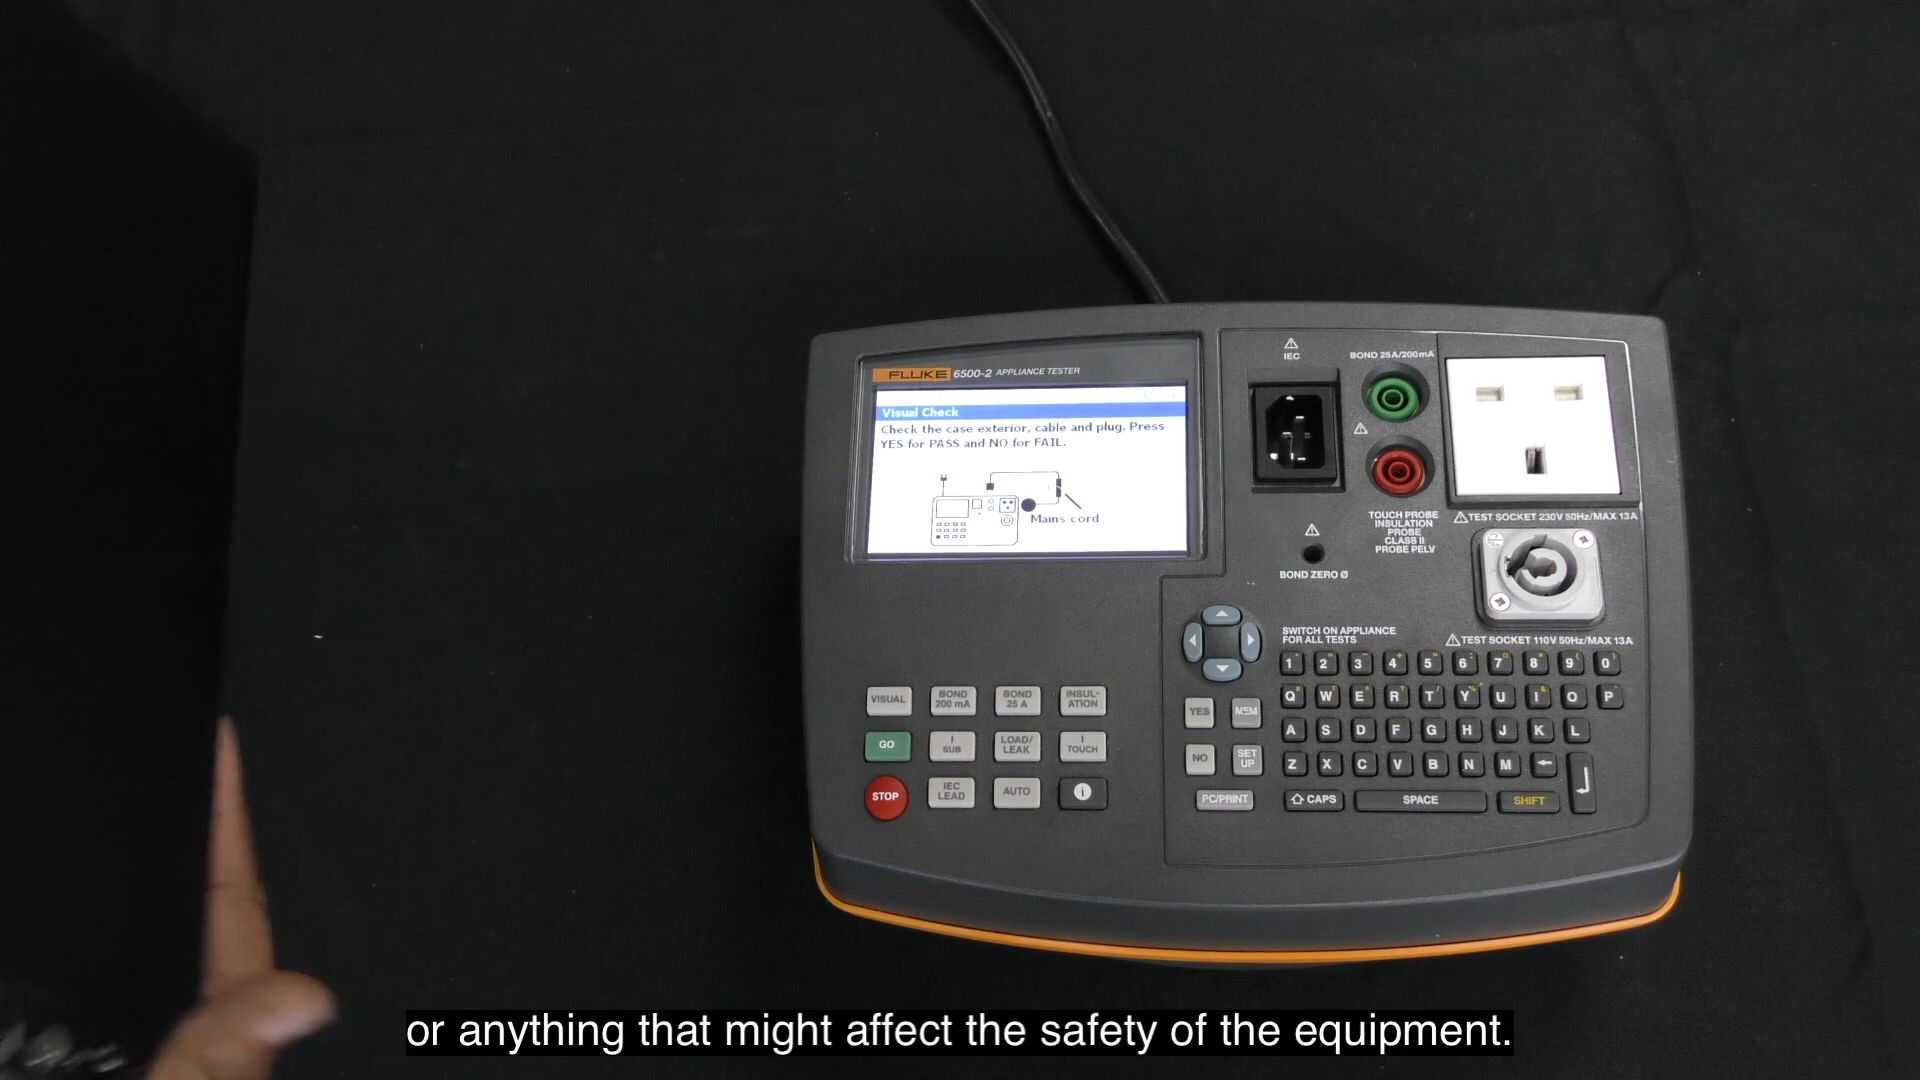 FLUKE 6500-2 APPLIANCE TESTER
Visual Check
Check the case exterior, cable and plug. Press
YES for PASS and NO for FAIL.
Mains cord
IEC
BOND 25A/200mA
TOUCH PROBE
INSULATION
PROBE
CLASS II
PROBE PELV
TEST SOCKET 230V 50Hz/MAX 13A
BOND ZERO Ø
TEST SOCKET 110V 50Hz/MAX 13A
SWITCH ON APPLIANCE
FOR ALL TESTS
VISUAL
BOND
200 mA
BOND
25 A
INSUL-
ATION
GO
I
SUB
LOAD/
LEAK
I
TOUCH
STOP
IEC
LEAD
AUTO
i
YES
MEM
NO
SET
UP
PC/PRINT
1 2 3 4 5 6 7 8 9 0
Q W E R T Y U I O P
A S D F G H J K L
Z X C V B N M
CAPS SPACE SHIFT
or anything that might affect the safety of the equipment.